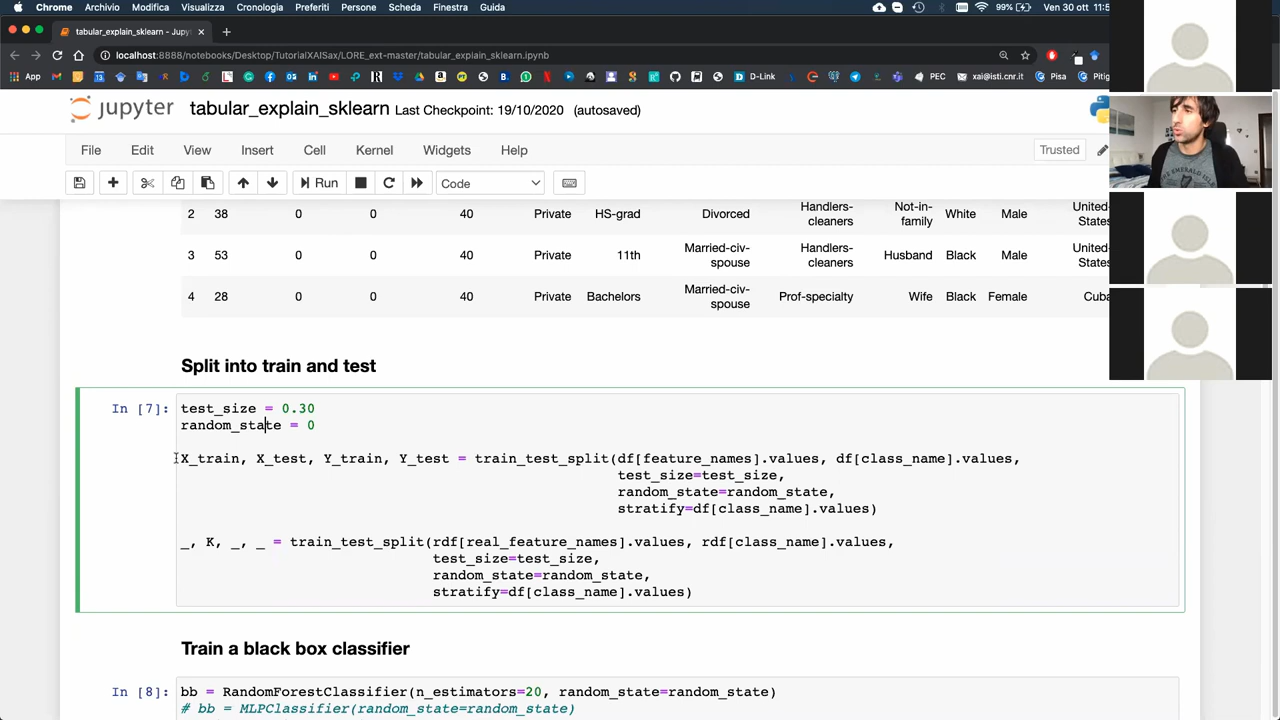 Chrome Archivio Modifica Visualizza Cronologia Preferiti Persone Scheda Finestra Guida 99% Ven 30 ott 11:5
tabular_explain_sklearn - Jupyt
localhost:8888/notebooks/Desktop/TutorialXAISax/LORE_ext-master/tabular_explain_sklearn.ipynb
App D-Link PEC xai@isti.cnr.it Pisa Pitig
jupyter tabular_explain_sklearn Last Checkpoint: 19/10/2020 (autosaved)
File Edit View Insert Cell Kernel Widgets Help Trusted
Run Code
2 38 0 0 40 Private HS-grad Divorced Handlers-cleaners Not-in-family White Male United-States
3 53 0 0 40 Private 11th Married-civ-spouse Handlers-cleaners Husband Black Male United-States
4 28 0 0 40 Private Bachelors Married-civ-spouse Prof-specialty Wife Black Female Cuba
Split into train and test
In [7]: test_size = 0.30
random_state = 0
X_train, X_test, Y_train, Y_test = train_test_split(df[feature_names].values, df[class_name].values,
test_size=test_size,
random_state=random_state,
stratify=df[class_name].values)
_, K, _, _ = train_test_split(rdf[real_feature_names].values, rdf[class_name].values,
test_size=test_size,
random_state=random_state,
stratify=df[class_name].values)
Train a black box classifier
In [8]: bb = RandomForestClassifier(n_estimators=20, random_state=random_state)
# bb = MLPClassifier(random_state=random_state)